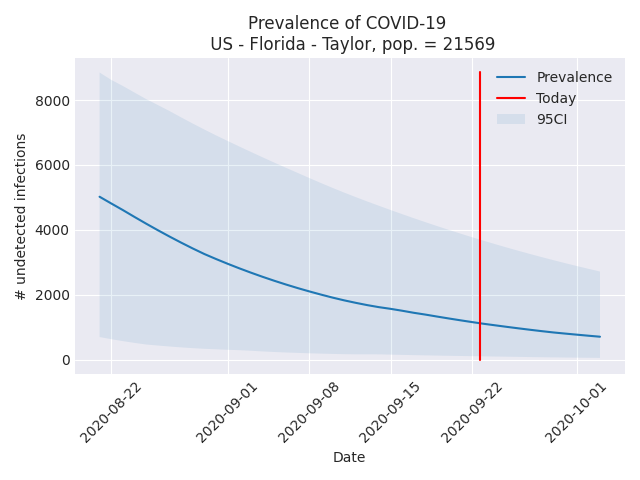 Prevalence of COVID-19
US - Florida - Taylor, pop. = 21569
Prevalence
Today
95CI
# undetected infections
8000
6000
4000
2000
0
2020-08-22
2020-09-01
2020-09-08
2020-09-15
2020-09-22
2020-10-01
Date